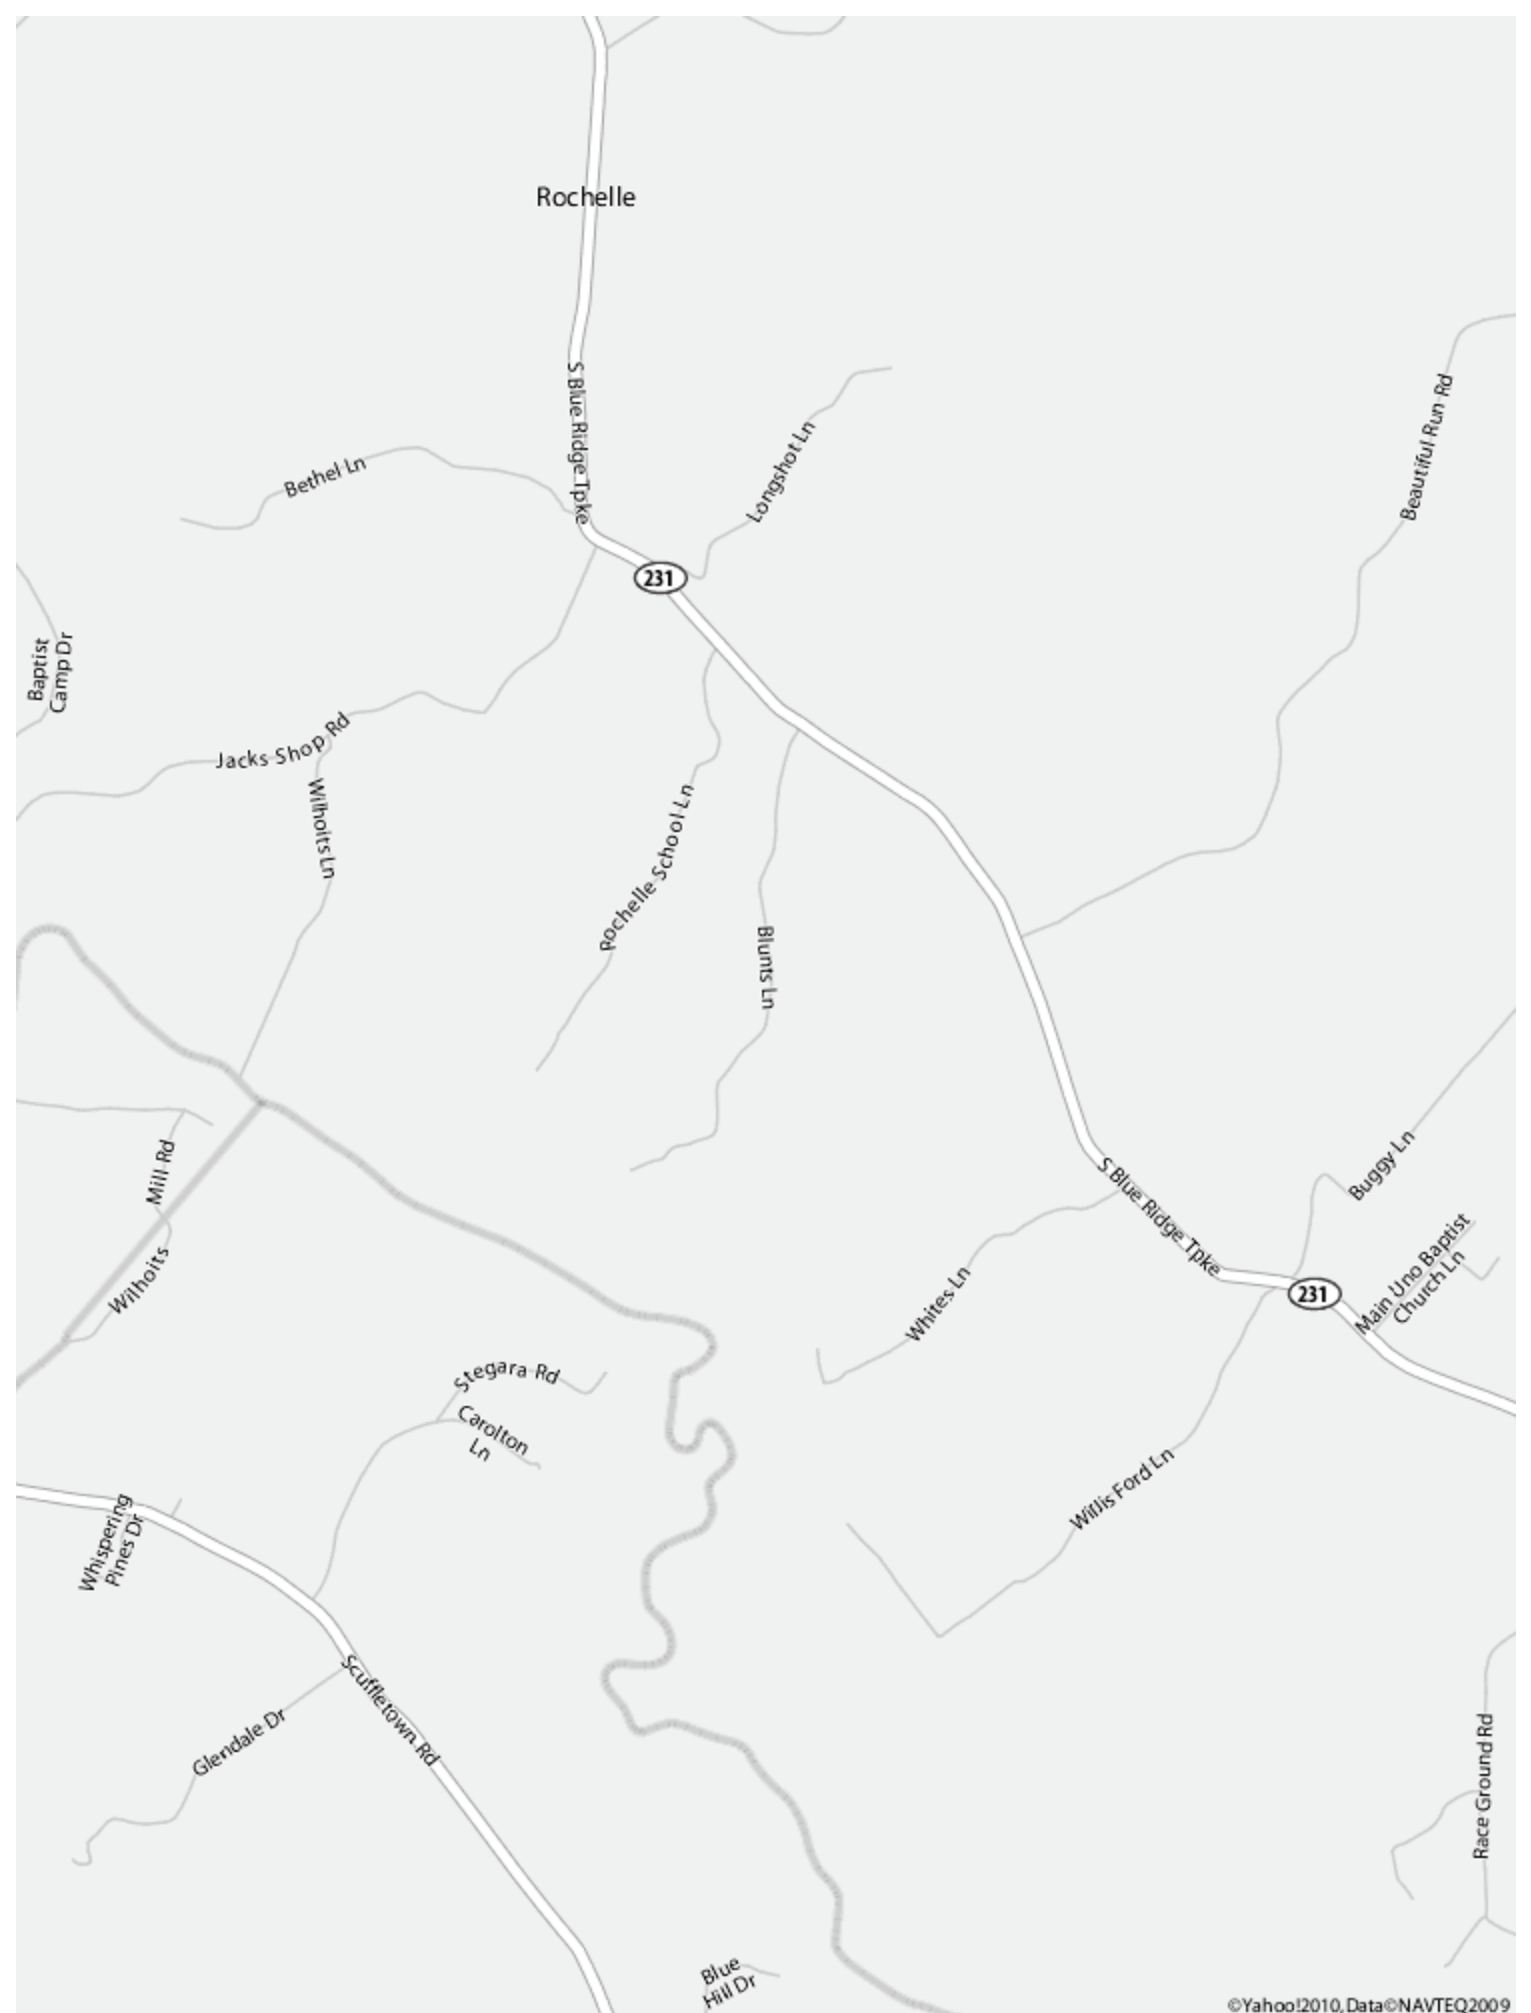 Rochelle
S Blue Ridge Tpke
Beautiful Run Rd
Longshot Ln
Bethel Ln
231
Baptist
Camp Dr
Jacks Shop Rd
Wilhoits Ln
Rochelle School Ln
Blunts Ln
Mill Rd
Wilhoits
S Blue Ridge Tpke
Buggy Ln
Main Uno Baptist
Church Ln
231
Whites Ln
Stegara Rd
Carolton
Ln
Willis Ford Ln
Whispering
Pines Dr
Scuffletown Rd
Glendale Dr
Race Ground Rd
Blue
Hill Dr
©Yahoo!2010, Data©NAVTEQ2009